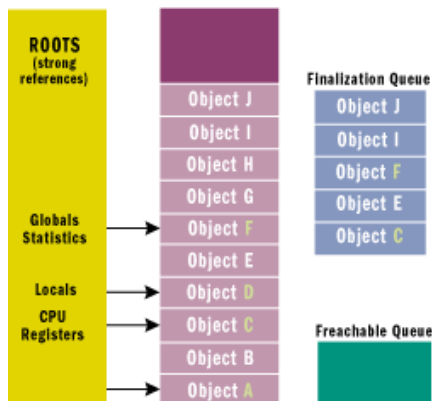 ROOTS
(strong
references)
Globals
Statistics
Locals
CPU
Registers
Object J
Object I
Object H
Object G
Object F
Object E
Object D
Object C
Object B
Object A
Finalization Queue
Object J
Object I
Object F
Object E
Object C
Freachable Queue